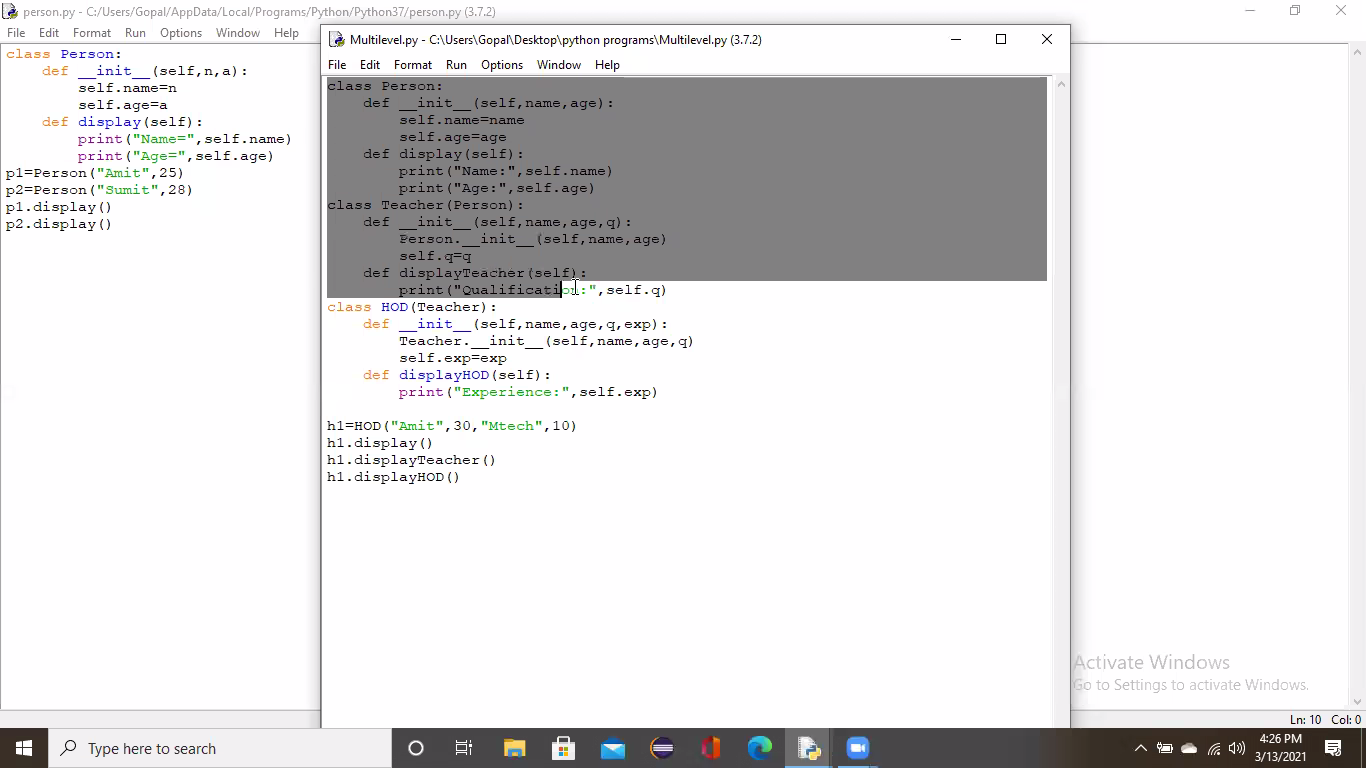 person.py - C:/Users/Gopal/AppData/Local/Programs/Python/Python37/person.py (3.7.2)
File Edit Format Run Options Window Help
class Person:
    def __init__(self,n,a):
        self.name=n
        self.age=a
    def display(self):
        print("Name=",self.name)
        print("Age=",self.age)
p1=Person("Amit",25)
p2=Person("Sumit",28)
p1.display()
p2.display()
Multilevel.py - C:\Users\Gopal\Desktop\python programs\Multilevel.py (3.7.2)
File Edit Format Run Options Window Help
class Person:
    def __init__(self,name,age):
        self.name=name
        self.age=age
    def display(self):
        print("Name:",self.name)
        print("Age:",self.age)
class Teacher(Person):
    def __init__(self,name,age,q):
        Person.__init__(self,name,age)
        self.q=q
    def displayTeacher(self):
        print("Qualification:",self.q)
class HOD(Teacher):
    def __init__(self,name,age,q,exp):
        Teacher.__init__(self,name,age,q)
        self.exp=exp
    def displayHOD(self):
        print("Experience:",self.exp)
h1=HOD("Amit",30,"Mtech",10)
h1.display()
h1.displayTeacher()
h1.displayHOD()
Activate Windows
Go to Settings to activate Windows.
Ln: 10 Col: 0
Type here to search
4:26 PM
3/13/2021